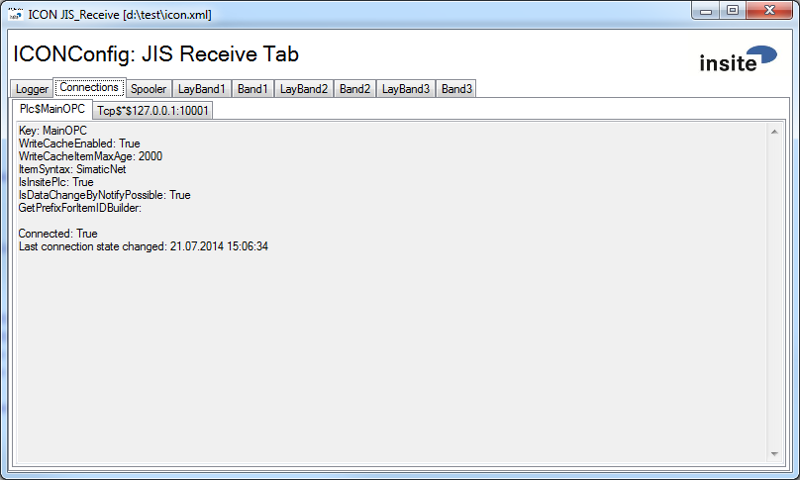 ICON JIS_Receive [d:\test\icon.xml]
ICONConfig: JIS Receive Tab
insite
Logger Connections Spooler LayBand1 Band1 LayBand2 Band2 LayBand3 Band3
Plc$MainOPC Tcp$*$127.0.0.1:10001
Key: MainOPC
WriteCacheEnabled: True
WriteCacheItemMaxAge: 2000
ItemSyntax: SimaticNet
IsInsitePlc: True
IsDataChangeByNotifyPossible: True
GetPrefixForItemIDBuilder:
Connected: True
Last connection state changed: 21.07.2014 15:06:34